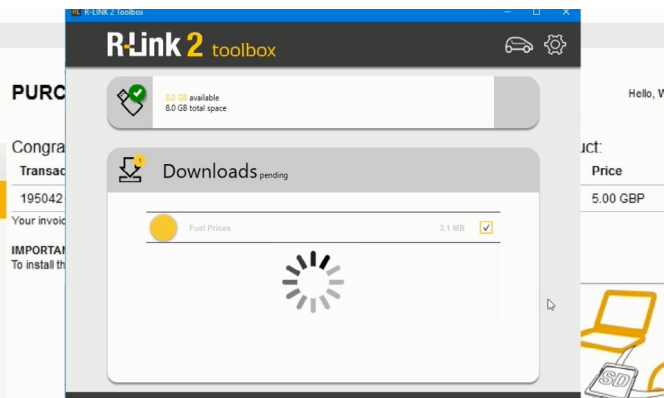 R-LINK 2 Toolbox
R-Link 2 toolbox
8.0 GB available
8.0 GB total space
PURC
Hello, W
Congra
uct:
Transac
Price
Downloads pending
1
195042
5.00 GBP
Your invoic
Fuel Prices 3,1 MB
IMPORTAN
To install th
SD